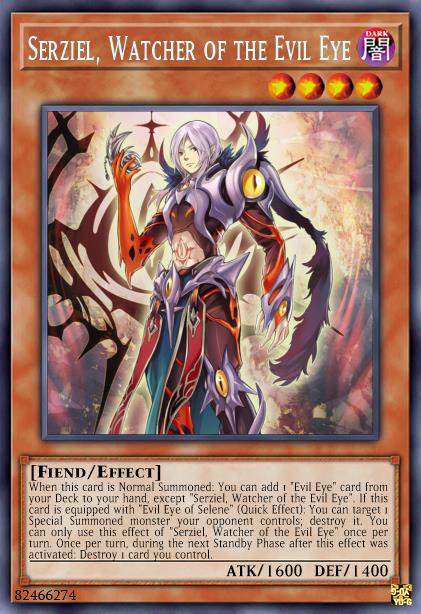 SERZIEL, WATCHER OF THE EVIL EYE
DARK
闇
[FIEND/EFFECT]
When this card is Normal Summoned: You can add 1 "Evil Eye" card from
your Deck to your hand, except "Serziel, Watcher of the Evil Eye". If this
card is equipped with "Evil Eye of Selene" (Quick Effect): You can target 1
Special Summoned monster your opponent controls; destroy it. You
can only use this effect of "Serziel, Watcher of the Evil Eye" once per
turn. Once per turn, during the next Standby Phase after this effect was
activated: Destroy 1 card you control.
ATK/1600 DEF/1400
82466274